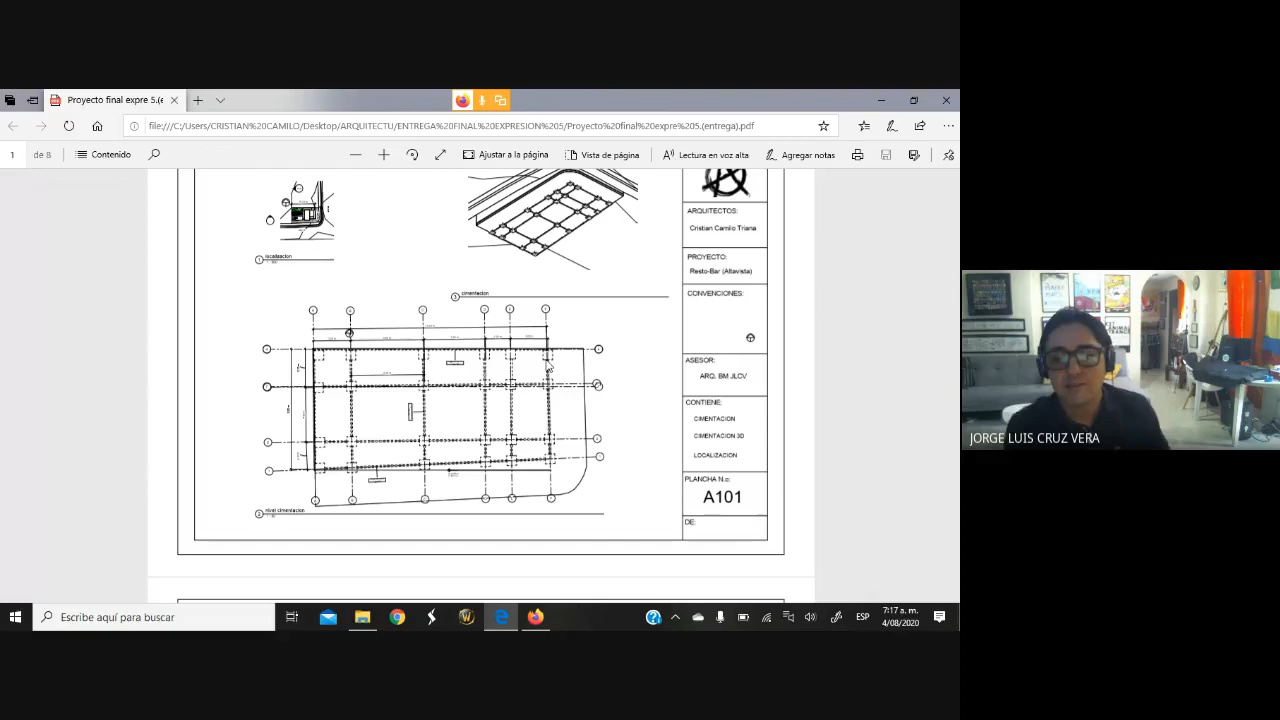 Proyecto final expre 5.(e
file:///C:/Users/CRISTIAN%20CAMILO/Desktop/ARQUITECTU/ENTREGA%20FINAL%20EXPRESION%205/Proyecto%20final%20expre%205.(entrega).pdf
1 de 8 Contenido Ajustar a la página Vista de página Lectura en voz alta Agregar notas
ARQUITECTOS:
Cristian Camilo Triana
PROYECTO:
Resto-Bar (Altavista)
CONVENCIONES:
ASESOR:
ARQ. BM JLCV
CONTIENE:
CIMENTACION
CIMENTACION 3D
LOCALIZACION
PLANCHA N.o:
A101
DE:
1 localizacion
3 cimentacion
2 nivel cimentacion
JORGE LUIS CRUZ VERA
Escribe aquí para buscar
ESP
7:17 a. m.
4/08/2020